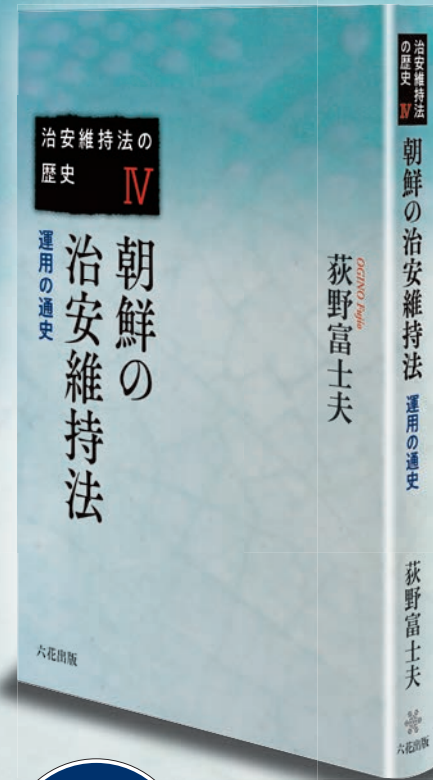 治安維持法の
歴史 Ⅳ
朝鮮の
治安維持法
運用の通史
OGINO Fujio
荻野富士夫
六花出版
治安維持法
の歴史 Ⅳ
朝鮮の治安維持法
運用の通史
荻野富士夫
六花出版